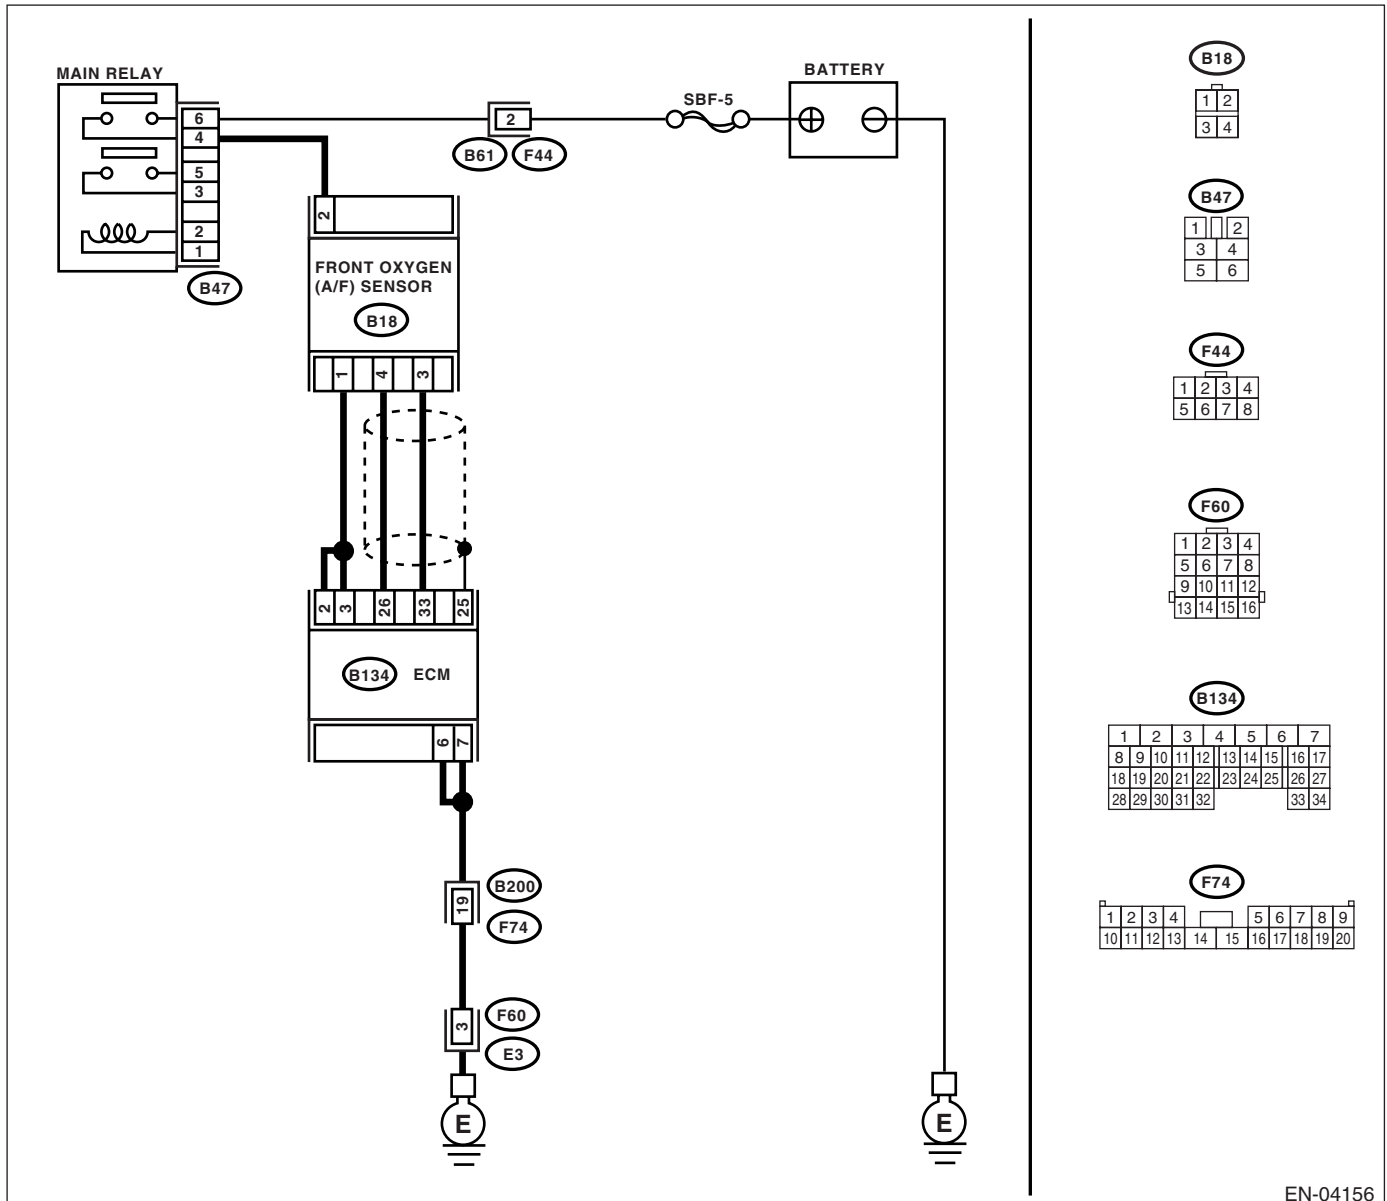 MAIN RELAY
6
4
5
3
2
1
B47
2
B61 F44
SBF-5
BATTERY
2
FRONT OXYGEN
(A/F) SENSOR
B18
1 4 3
2 3 26 33 25
B134 ECM
6 7
19
B200
F74
3
F60
E3
E
E
B18
1 2
3 4
B47
1 2
3 4
5 6
F44
1 2 3 4
5 6 7 8
F60
1 2 3 4
5 6 7 8
9 10 11 12
13 14 15 16
B134
1 2 3 4 5 6 7
8 9 10 11 12 13 14 15 16 17
18 19 20 21 22 23 24 25 26 27
28 29 30 31 32 33 34
F74
1 2 3 4 5 6 7 8 9
10 11 12 13 14 15 16 17 18 19 20
EN-04156